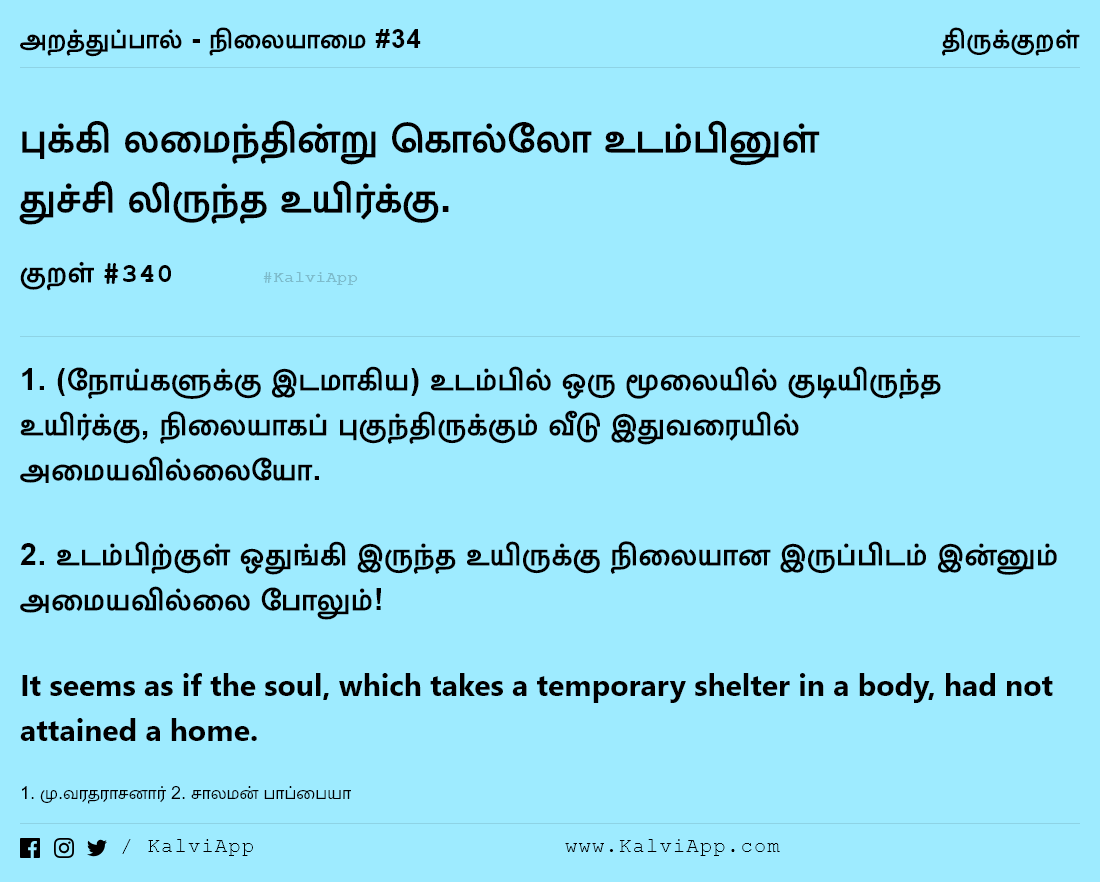 அறத்துப்பால் - நிலையாமை #34
திருக்குறள்
புக்கி லமைந்தின்று கொல்லோ உடம்பினுள்
துச்சி லிருந்த உயிர்க்கு.
குறள் #340
#KalviApp
1. (நோய்களுக்கு இடமாகிய) உடம்பில் ஒரு மூலையில் குடியிருந்த
உயிர்க்கு, நிலையாகப் புகுந்திருக்கும் வீடு இதுவரையில்
அமையவில்லையோ.
2. உடம்பிற்குள் ஒதுங்கி இருந்த உயிருக்கு நிலையான இருப்பிடம் இன்னும்
அமையவில்லை போலும்!
It seems as if the soul, which takes a temporary shelter in a body, had not
attained a home.
1. மு.வரதராசனார் 2. சாலமன் பாப்பையா
/ KalviApp
www.KalviApp.com